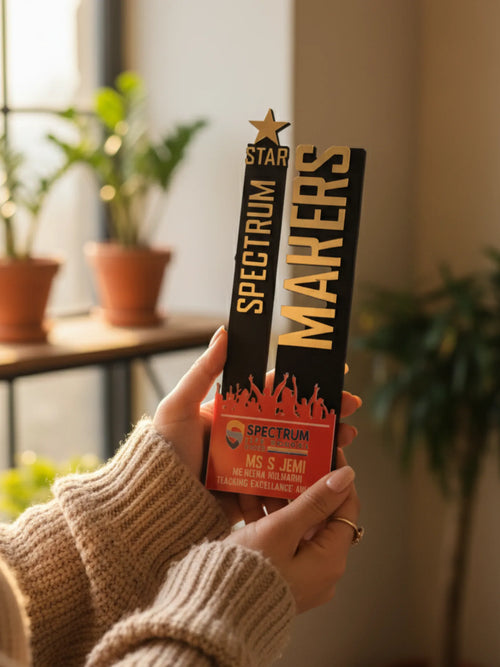 STAR
SPECTRUM
MAKERS
SPECTRUM
MS S JEMI
TEACHING EXCELLENCE